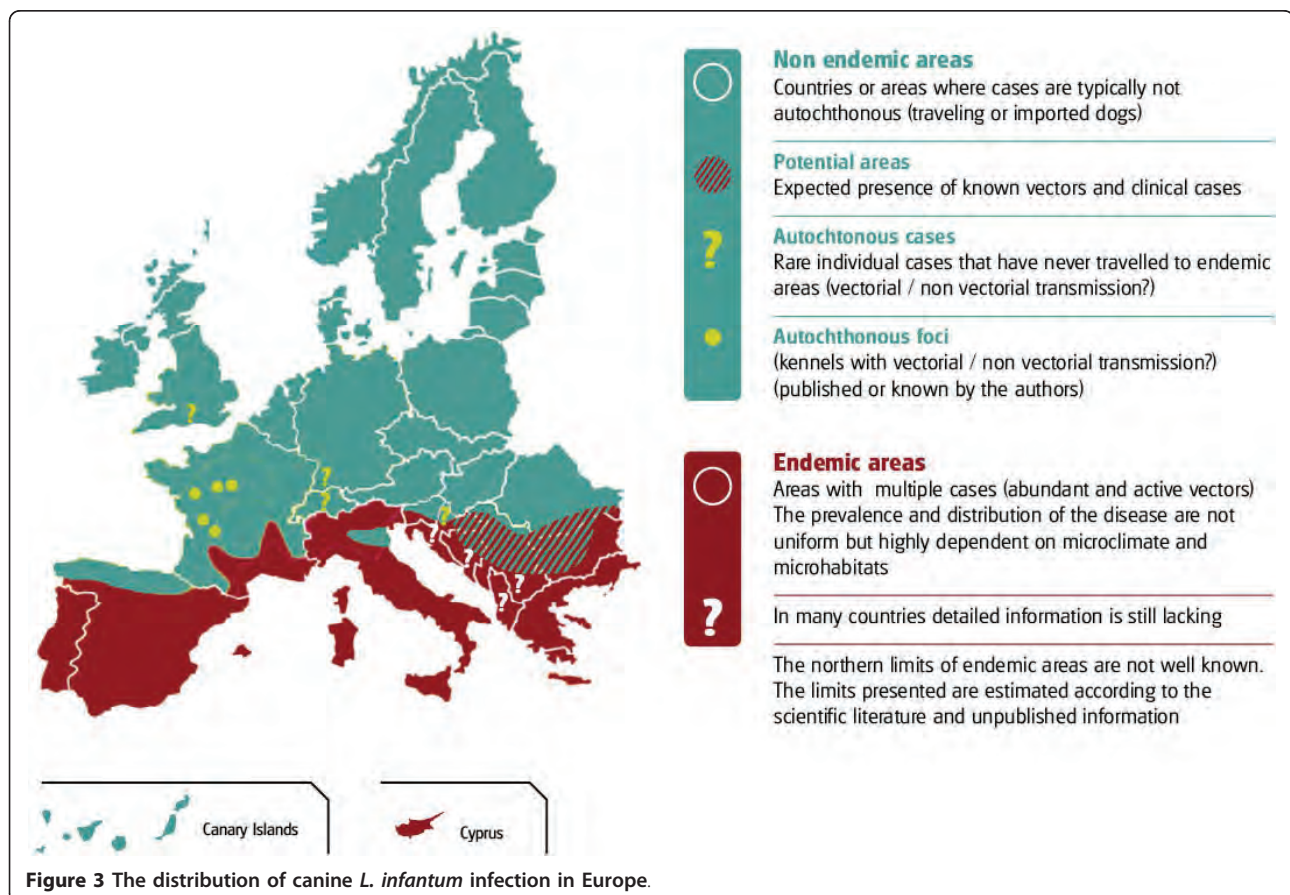 Non endemic areas
Countries or areas where cases are typically not
autochthonous (traveling or imported dogs)
Potential areas
Expected presence of known vectors and clinical cases
?
Autochtonous cases
Rare individual cases that have never travelled to endemic
areas (vectorial / non vectorial transmission?)
Autochthonous foci
(kennels with vectorial / non vectorial transmission?)
(published or known by the authors)
?
?
?
?
?
?
?
?
Endemic areas
Areas with multiple cases (abundant and active vectors)
The prevalence and distribution of the disease are not
uniform but highly dependent on microclimate and
microhabitats
?
In many countries detailed information is still lacking
The northern limits of endemic areas are not well known.
The limits presented are estimated according to the
scientific literature and unpublished information
Canary Islands
Cyprus
Figure 3 The distribution of canine L. infantum infection in Europe.